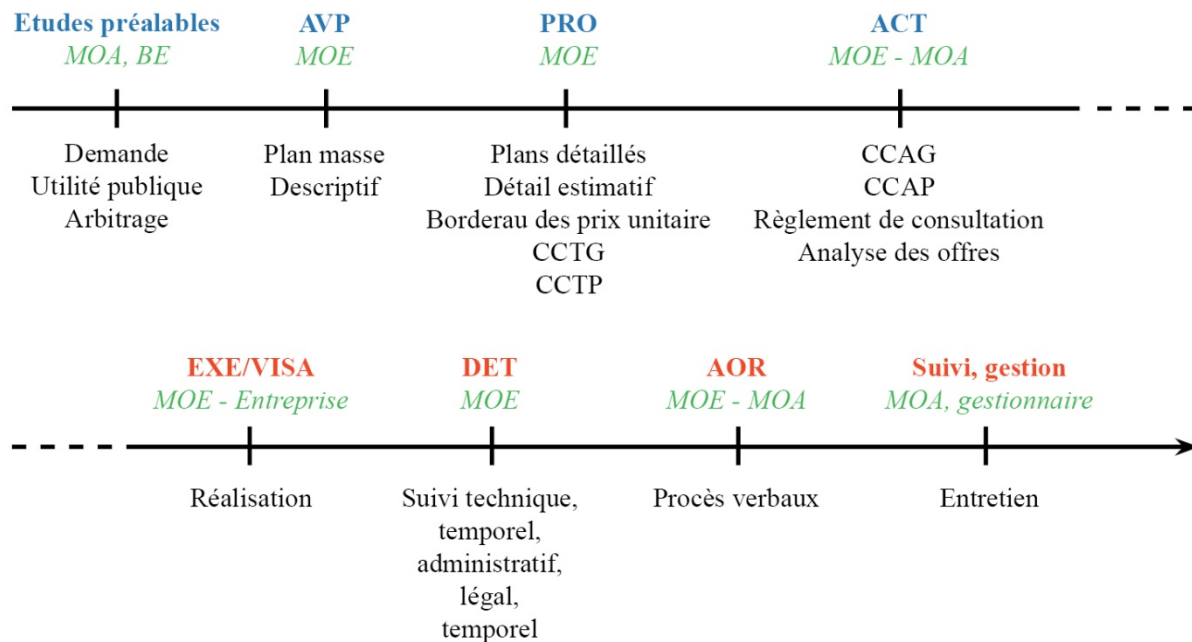 Etudes préalables
MOA, BE
Demande
Utilité publique
Arbitrage
AVP
MOE
Plan masse
Descriptif
PRO
MOE
Plans détaillés
Détail estimatif
Borderau des prix unitaire
CCTG
CCTP
ACT
MOE - MOA
CCAG
CCAP
Règlement de consultation
Analyse des offres
EXE/VISA
MOE - Entreprise
Réalisation
DET
MOE
Suivi technique,
temporel,
administratif,
légal,
temporel
AOR
MOE - MOA
Procès verbaux
Suivi, gestion
MOA, gestionnaire
Entretien